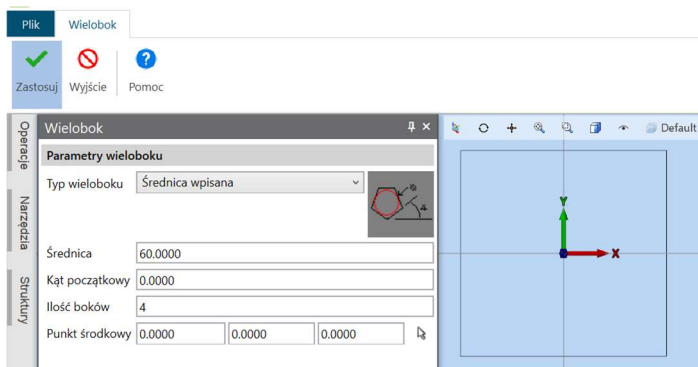 Plik Wielobok
Zastosuj Wyjście Pomoc
Operacje
Narzędzia
Struktury
Wielobok
Parametry wieloboku
Typ wieloboku Średnica wpisana
Średnica 60.0000
Kąt początkowy 0.0000
Ilość boków 4
Punkt środkowy 0.0000 0.0000 0.0000
Default
Y
X